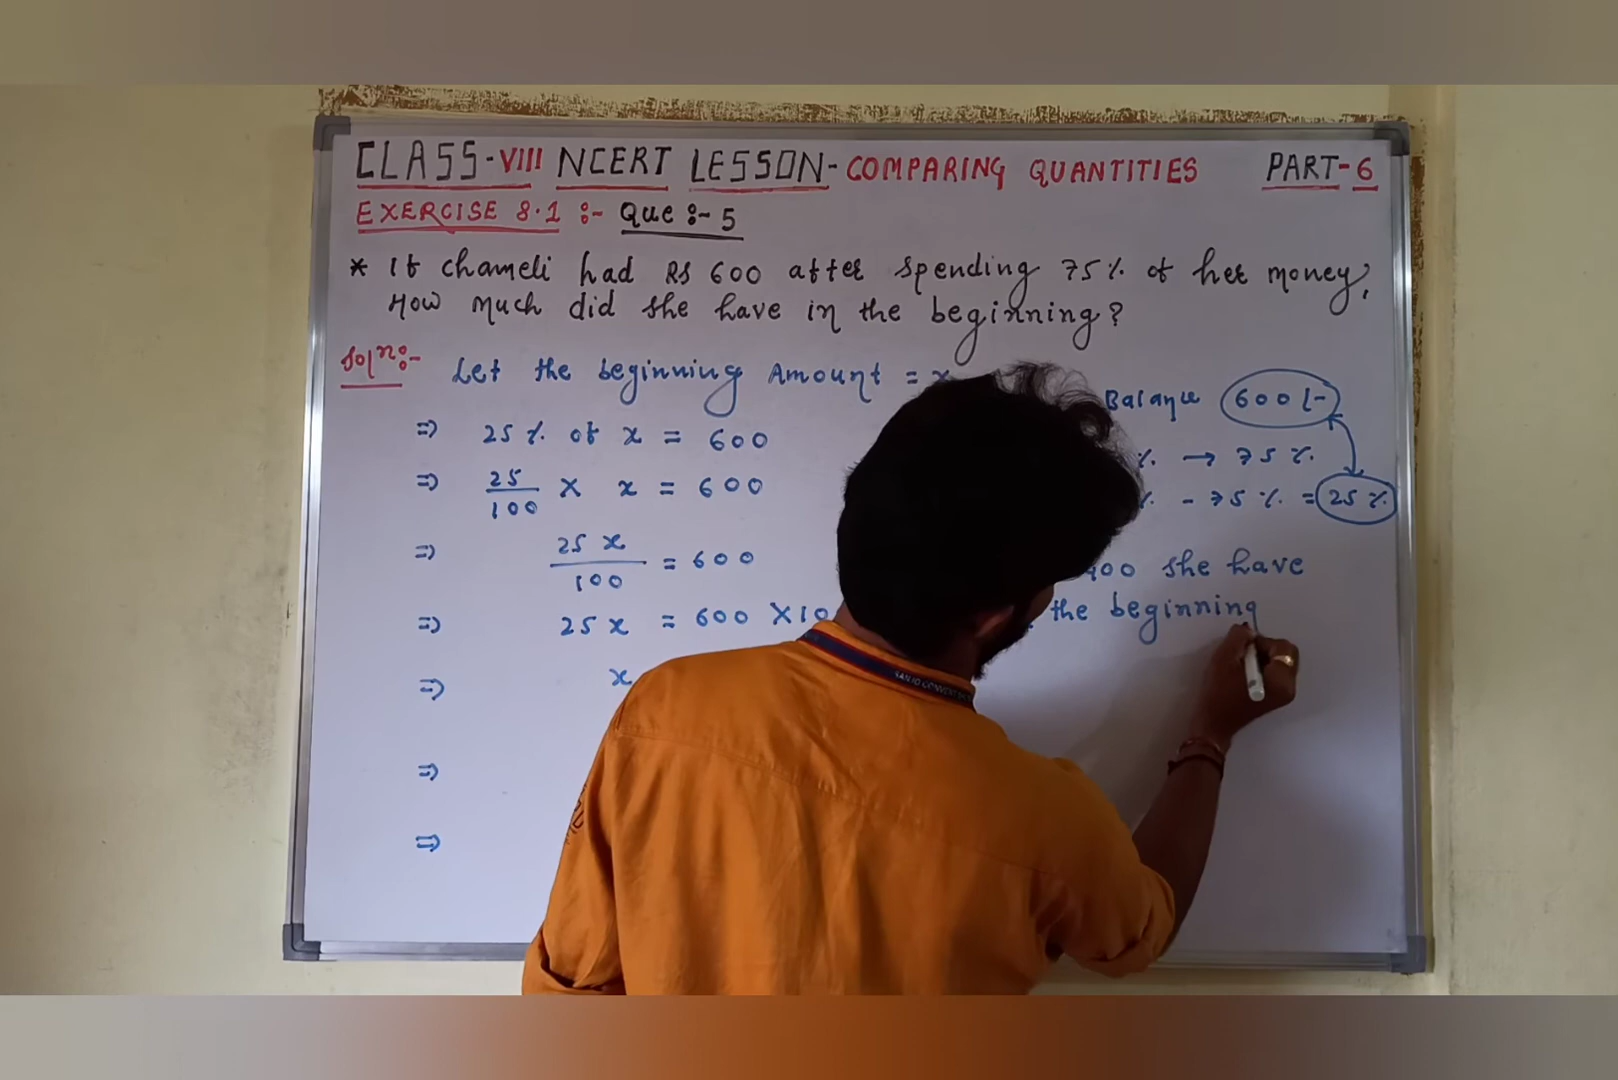 CLASS-VIII NCERT LESSON- COMPARING QUANTITIES PART-6
EXERCISE 8.1 :- Que :- 5
* If chameli had Rs 600 after spending 75% of her money,
How much did she have in the beginning?
Soln:- Let the beginning Amount = x
⇒ 25% of x = 600
⇒ 25/100 × x = 600
⇒ 25x/100 = 600
⇒ 25x = 600 × 10
⇒ x
⇒
⇒
Balance 600/-
% → 75%
% - 75% = 25%
00 she have
the beginning